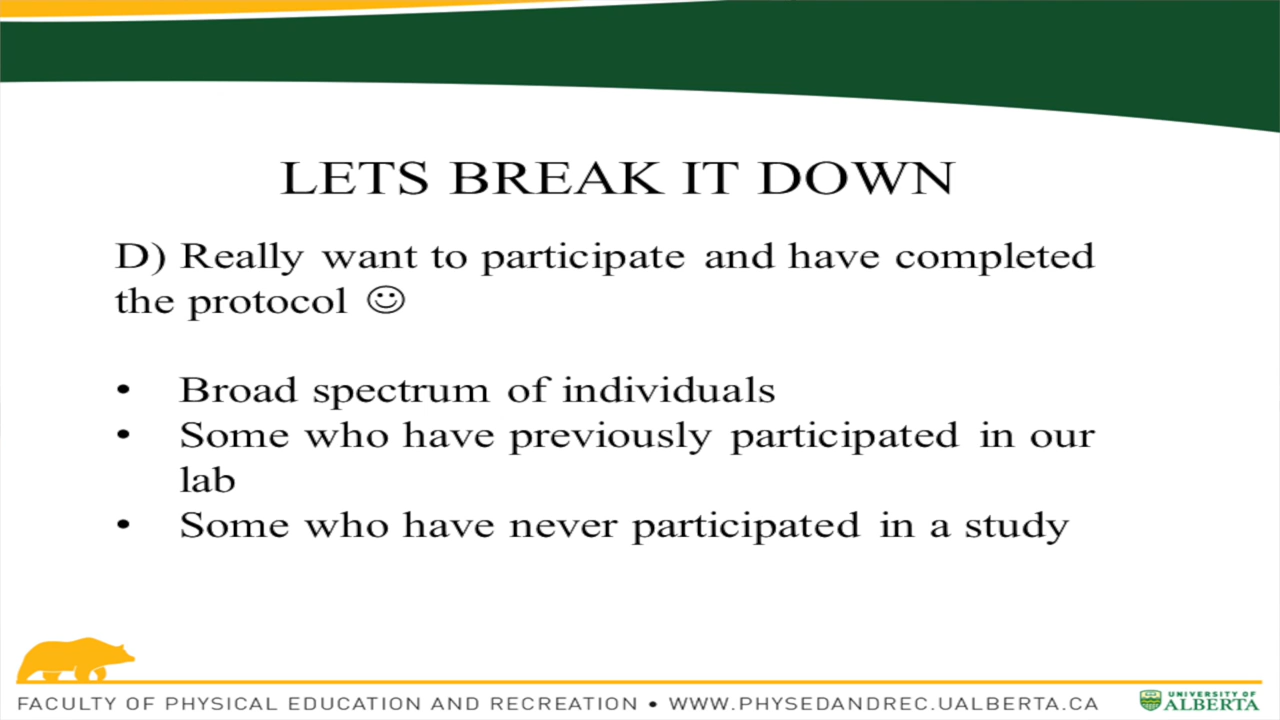 LETS BREAK IT DOWN
D) Really want to participate and have completed
the protocol ☺
• Broad spectrum of individuals
• Some who have previously participated in our
lab
• Some who have never participated in a study
FACULTY OF PHYSICAL EDUCATION AND RECREATION • WWW.PHYSEDANDREC.UALBERTA.CA
UNIVERSITY OF
ALBERTA